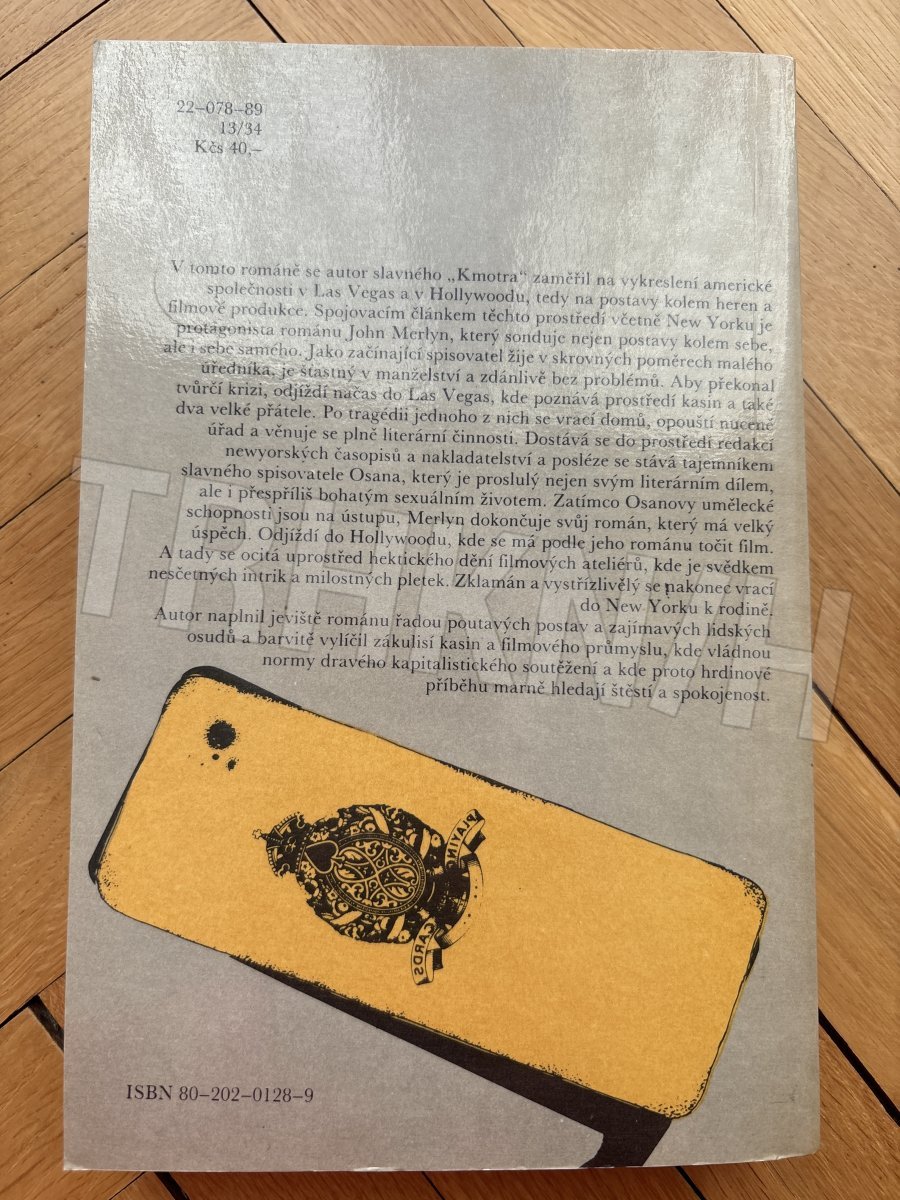 22–078–89
13/34
Kčs 40,–
V tomto románě se autor slavného „Kmotra“ zaměřil na vykreslení americké
společnosti v Las Vegas a v Hollywoodu, tedy na postavy kolem heren a
filmové produkce. Spojovacím článkem těchto prostředí včetně New Yorku je
protagonista románu John Merlyn, který sonduje nejen postavy kolem sebe,
ale i sebe samého. Jako začínající spisovatel žije v skrovných poměrech malého
úředníka, je šťastný v manželství a zdánlivě bez problémů. Aby překonal
tvůrčí krizi, odjíždí načas do Las Vegas, kde poznává prostředí kasin a také
dva velké přátele. Po tragédii jednoho z nich se vrací domů, opouští nucené
úřad a věnuje se plně literární činnosti. Dostává se do prostředí redakcí
newyorských časopisů a nakladatelství a posléze se stává tajemníkem
slavného spisovatele Osana, který je proslulý nejen svým literárním dílem,
ale i přespříliš bohatým sexuálním životem. Zatímco Osanovy umělecké
schopnosti jsou na ústupu, Merlyn dokončuje svůj román, který má velký
úspěch. Odjíždí do Hollywoodu, kde se má podle jeho románu točit film.
A tady se ocitá uprostřed hektického dění filmových ateliérů, kde je svědkem
nesčetných intrik a milostných pletek. Zklamán a vystřízlivělý se nakonec vrací
do New Yorku k rodině.
Autor naplnil jeviště románu řadou poutavých postav a zajímavých lidských
osudů a barvitě vylíčil zákulisí kasin a filmového průmyslu, kde vládnou
normy dravého kapitalistického soutěžení a kde proto hrdinové
příběhu marně hledají štěstí a spokojenost.
PLAYING
CARDS
ISBN 80–202–0128–9